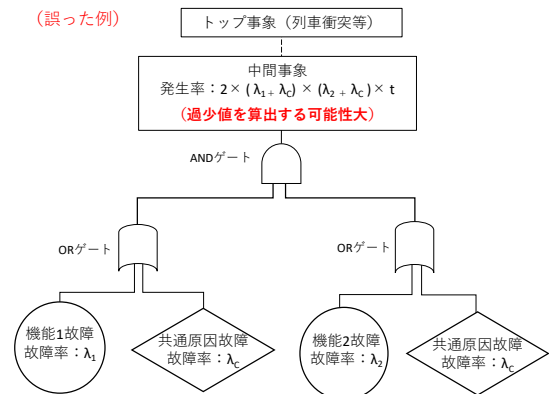 （誤った例）
トップ事象（列車衝突等）
中間事象
発生率：2×（λ1＋λC）×（λ2＋λC）× t
（過少値を算出する可能性大）
ANDゲート
ORゲート
ORゲート
機能1故障
故障率：λ1
共通原因故障
故障率：λC
機能2故障
故障率：λ2
共通原因故障
故障率：λC